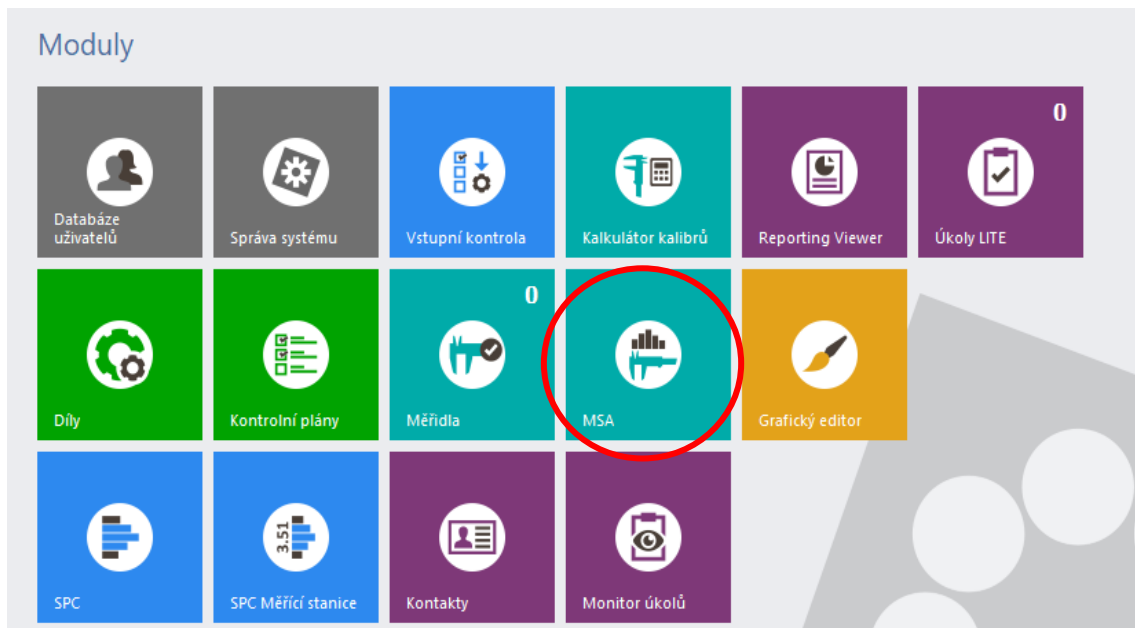 Moduly
0
Databáze
uživatelů
Správa systému
Vstupní kontrola
Kalkulátor kalibrů
Reporting Viewer
Úkoly LITE
0
Díly
Kontrolní plány
Měřidla
MSA
Grafický editor
3.51
SPC
SPC Měřící stanice
Kontakty
Monitor úkolů